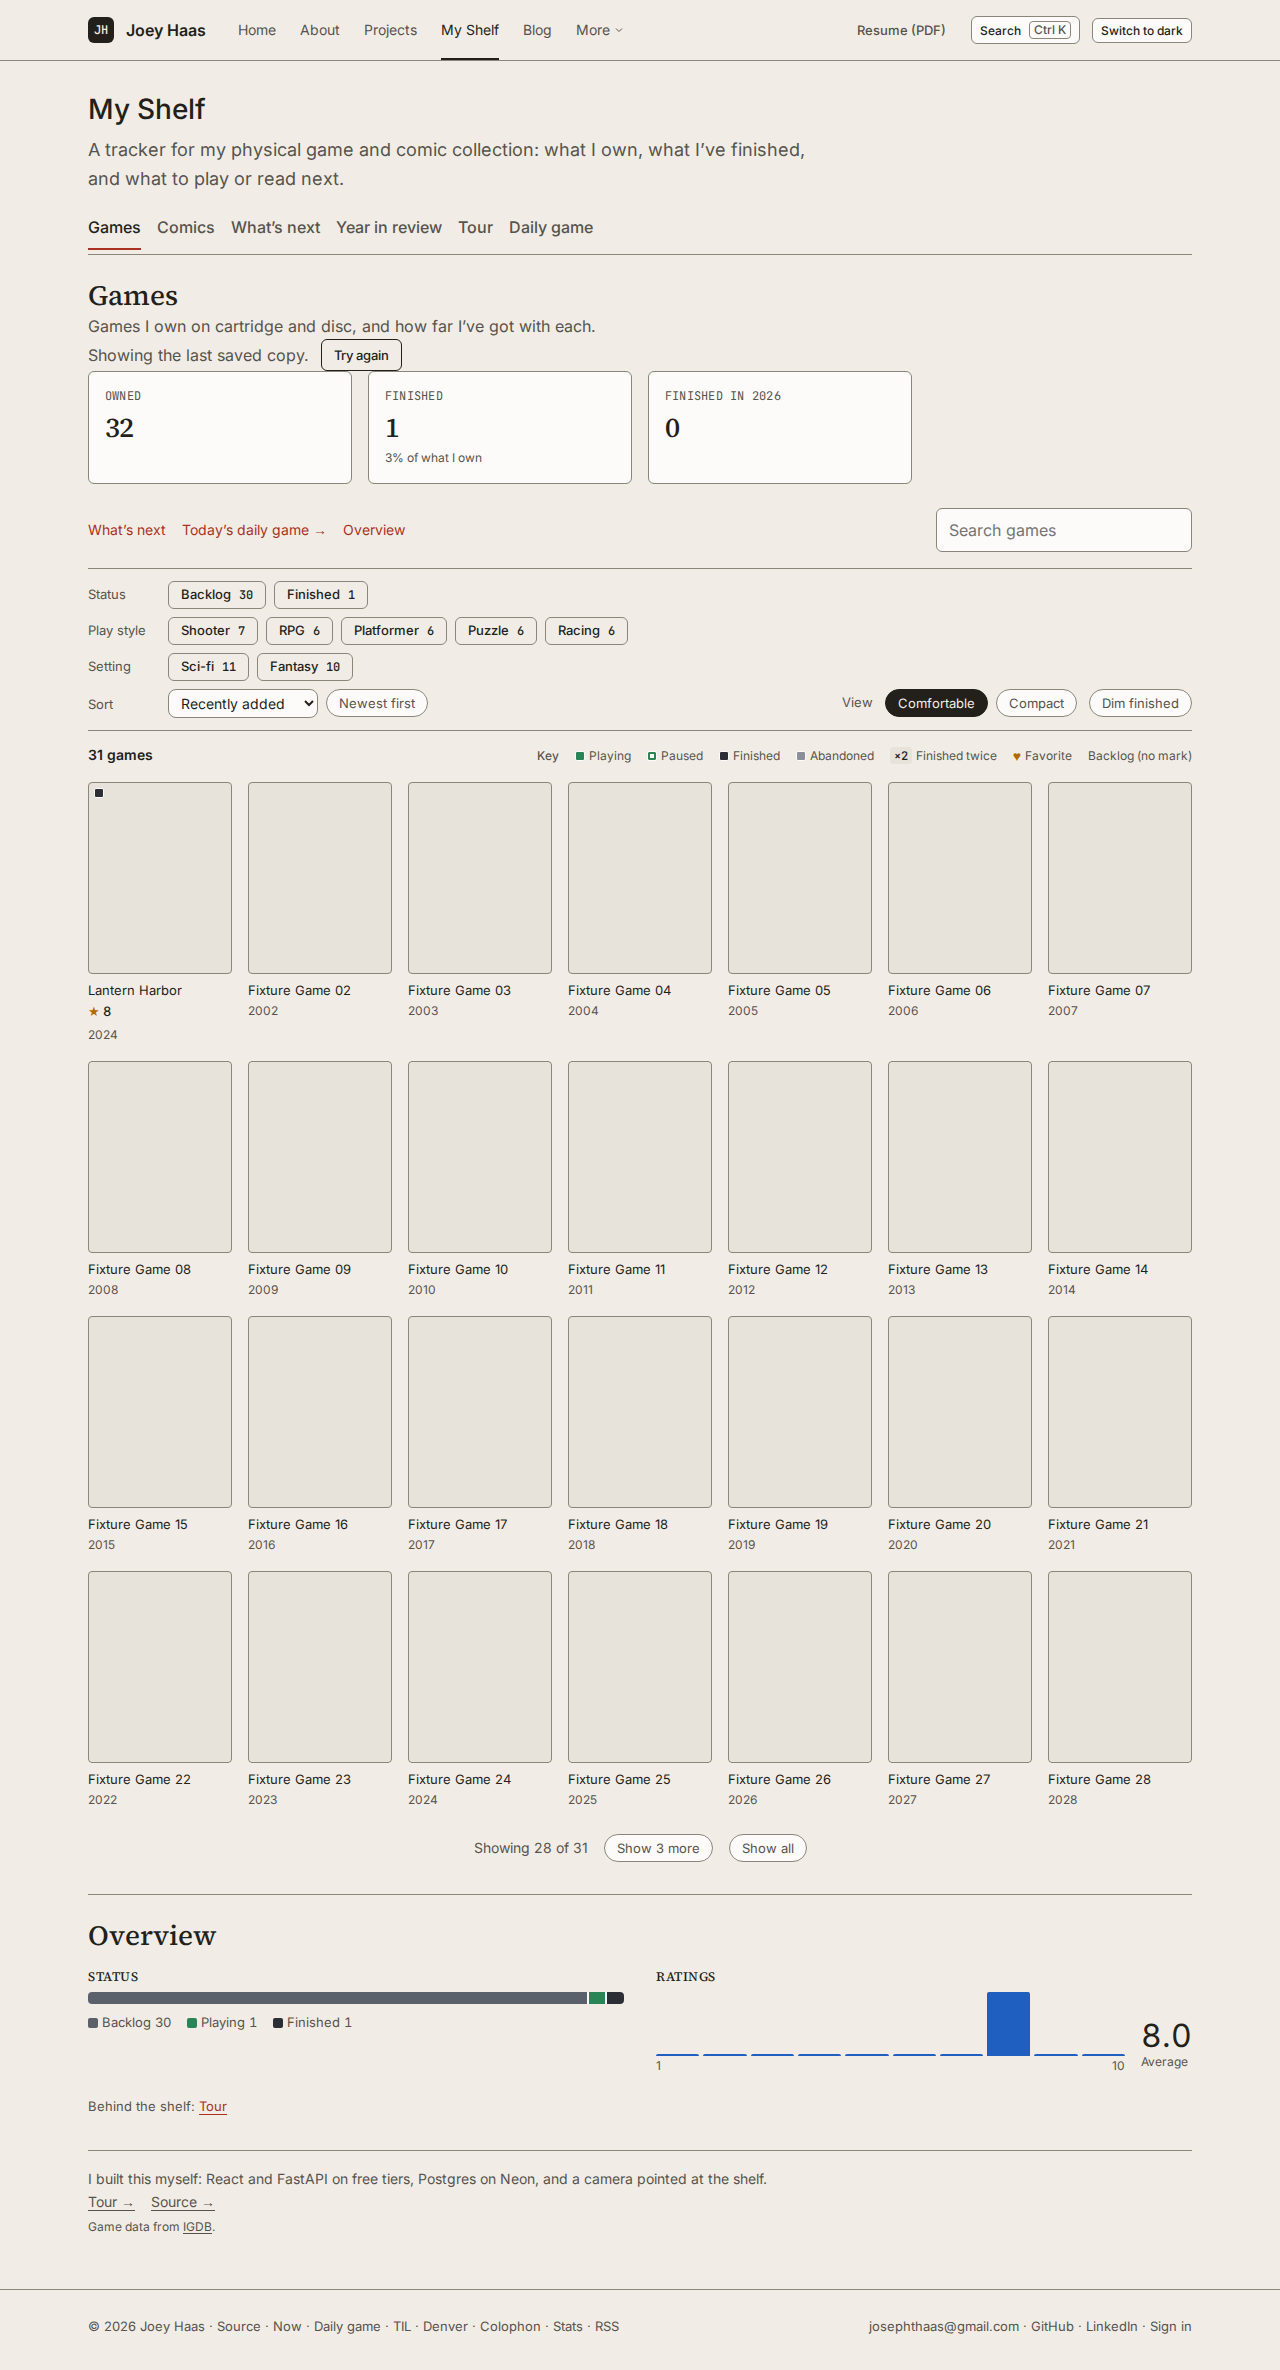 JH Joey Haas Home About Projects My Shelf Blog More Resume (PDF) Search Ctrl K Switch to dark
My Shelf
A tracker for my physical game and comic collection: what I own, what I’ve finished,
and what to play or read next.
Games Comics What’s next Year in review Tour Daily game
Games
Games I own on cartridge and disc, and how far I’ve got with each.
Showing the last saved copy. Try again
OWNED FINISHED FINISHED IN 2026
32 1 0
3% of what I own
What’s next Today’s daily game → Overview Search games
Status Backlog 30 Finished 1
Play style Shooter 7 RPG 6 Platformer 6 Puzzle 6 Racing 6
Setting Sci-fi 11 Fantasy 10
Sort Recently added Newest first View Comfortable Compact Dim finished
31 games Key Playing Paused Finished Abandoned ×2 Finished twice ♥ Favorite Backlog (no mark)
Lantern Harbor Fixture Game 02 Fixture Game 03 Fixture Game 04 Fixture Game 05 Fixture Game 06 Fixture Game 07
★ 8 2002 2003 2004 2005 2006 2007
2024
Fixture Game 08 Fixture Game 09 Fixture Game 10 Fixture Game 11 Fixture Game 12 Fixture Game 13 Fixture Game 14
2008 2009 2010 2011 2012 2013 2014
Fixture Game 15 Fixture Game 16 Fixture Game 17 Fixture Game 18 Fixture Game 19 Fixture Game 20 Fixture Game 21
2015 2016 2017 2018 2019 2020 2021
Fixture Game 22 Fixture Game 23 Fixture Game 24 Fixture Game 25 Fixture Game 26 Fixture Game 27 Fixture Game 28
2022 2023 2024 2025 2026 2027 2028
Showing 28 of 31 Show 3 more Show all
Overview
STATUS RATINGS
Backlog 30 Playing 1 Finished 1
8.0
1 10 Average
Behind the shelf: Tour
I built this myself: React and FastAPI on free tiers, Postgres on Neon, and a camera pointed at the shelf.
Tour → Source →
Game data from IGDB.
© 2026 Joey Haas · Source · Now · Daily game · TIL · Denver · Colophon · Stats · RSS josephthaas@gmail.com · GitHub · LinkedIn · Sign in